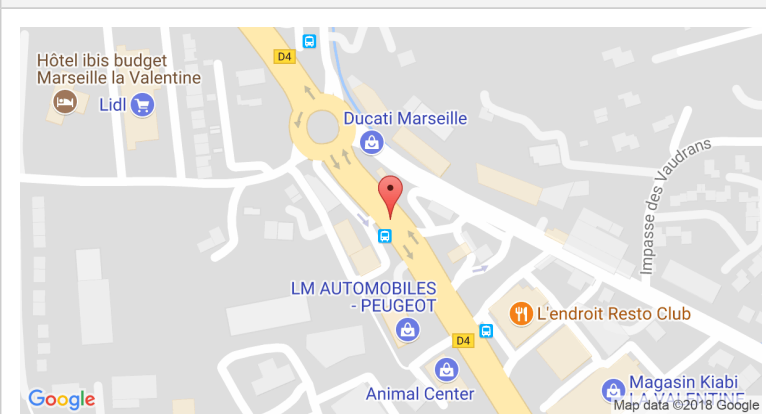 D4
Hôtel ibis budget
Marseille la Valentine
Lidl
Ducati Marseille
Impasse des Vaudrans
LM AUTOMOBILES
- PEUGEOT
L'endroit Resto Club
D4
Animal Center
Magasin Kiabi
LA VALENTINE
Google
Map data ©2018 Google